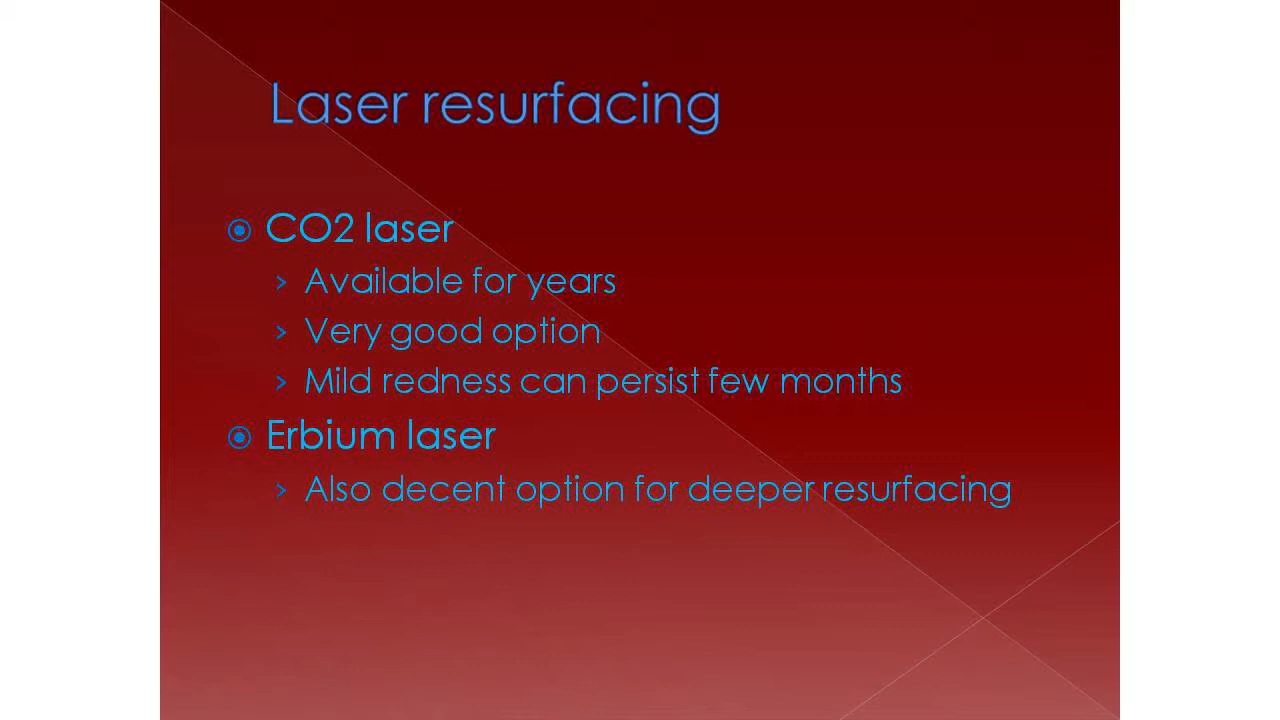 Laser resurfacing
CO2 laser
Available for years
Very good option
Mild redness can persist few months
Erbium laser
Also decent option for deeper resurfacing